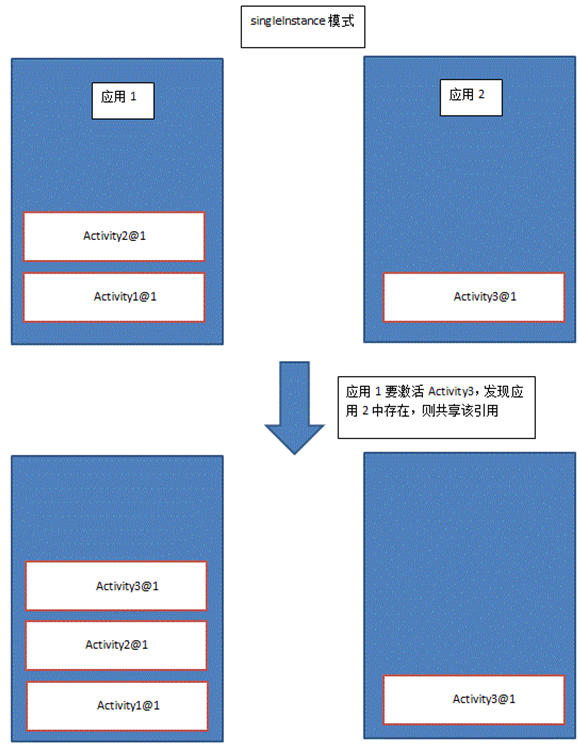 singleInstance 模式
应用 1
应用 2
Activity2@1
Activity1@1
Activity3@1
应用 1 要激活 Activity3，发现应
用 2 中存在，则共享该引用
Activity3@1
Activity2@1
Activity1@1
Activity3@1